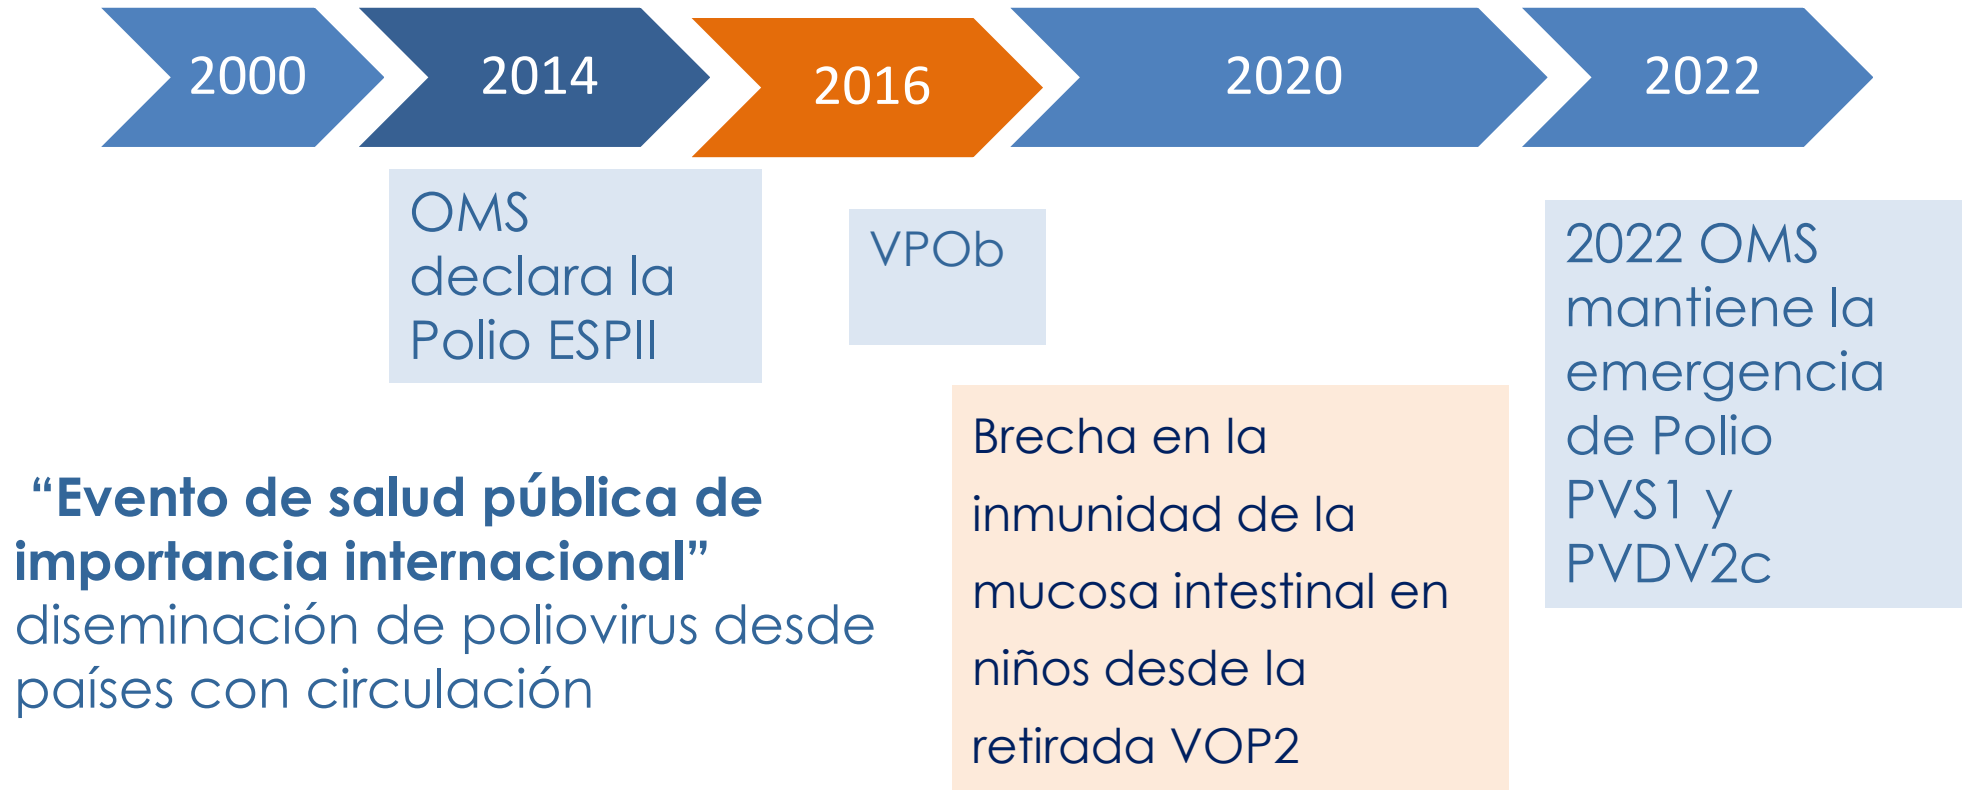 2000
2014
2016
2020
2022
OMS
declara la
Polio ESPII
VPOb
2022 OMS
mantiene la
emergencia
de Polio
PVS1 y
PVDV2c
“Evento de salud pública de
importancia internacional”
diseminación de poliovirus desde
países con circulación
Brecha en la
inmunidad de la
mucosa intestinal en
niños desde la
retirada VOP2